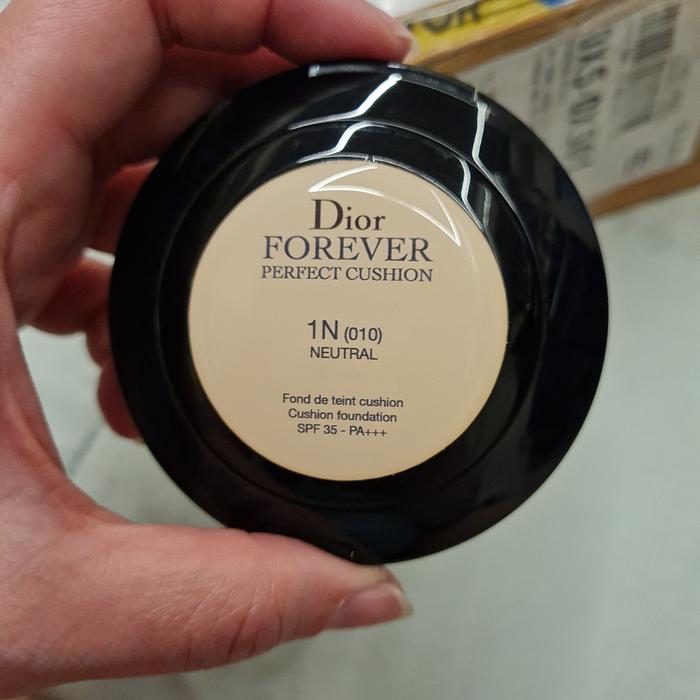 Dior
FOREVER
PERFECT CUSHION
1N (010)
NEUTRAL
Fond de teint cushion
Cushion foundation
SPF 35 - PA+++